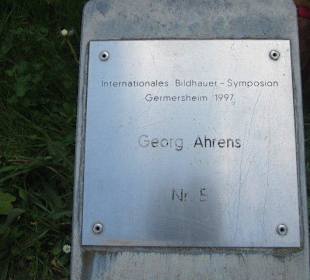 Internationales Bildhauer-Symposion
Germersheim 1997
Georg Ahrens
Nr. 5